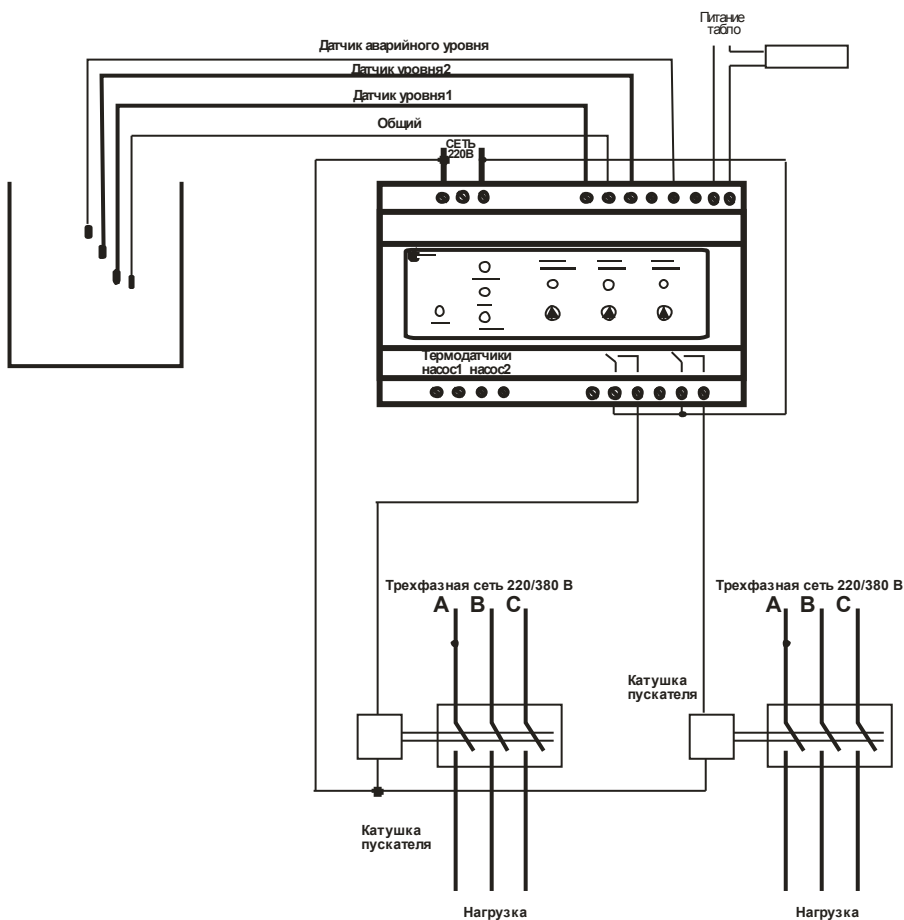 Питание
табло
Датчик аварийного уровня
Датчик уровня2
Датчик уровня1
Общий
СЕТЬ
220В
Термодатчики
насос1 насос2
Трехфазная сеть 220/380 В
A B C
Трехфазная сеть 220/380 В
A B C
Катушка
пускателя
Катушка
пускателя
Нагрузка
Нагрузка